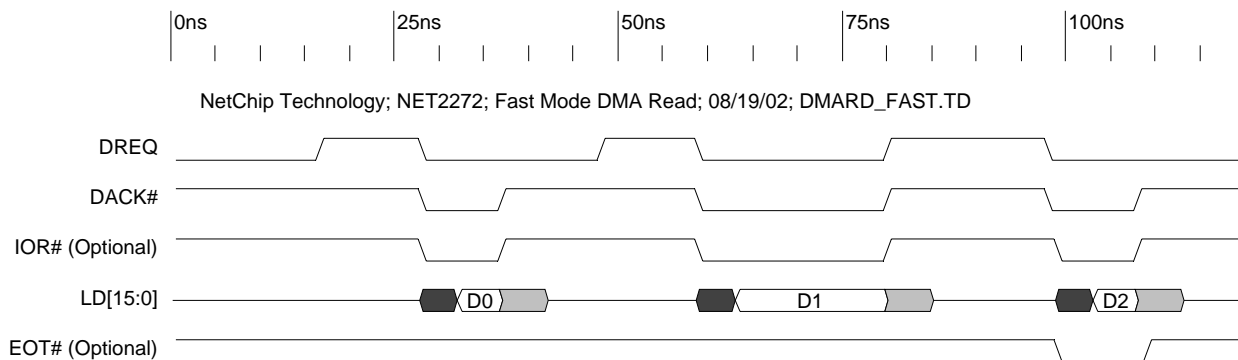 0ns 25ns 50ns 75ns 100ns
NetChip Technology; NET2272; Fast Mode DMA Read; 08/19/02; DMARD_FAST.TD
DREQ
DACK#
IOR# (Optional)
LD[15:0] D0 D1 D2
EOT# (Optional)